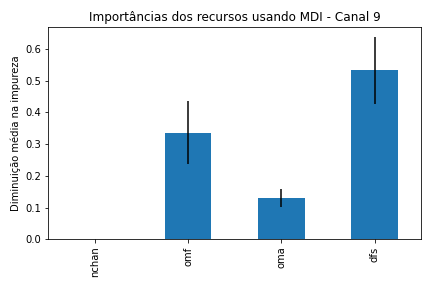 Importâncias dos recursos usando MDI - Canal 9
Diminuição média na impureza
0.6
0.5
0.4
0.3
0.2
0.1
0.0
nchan
omf
oma
dfs